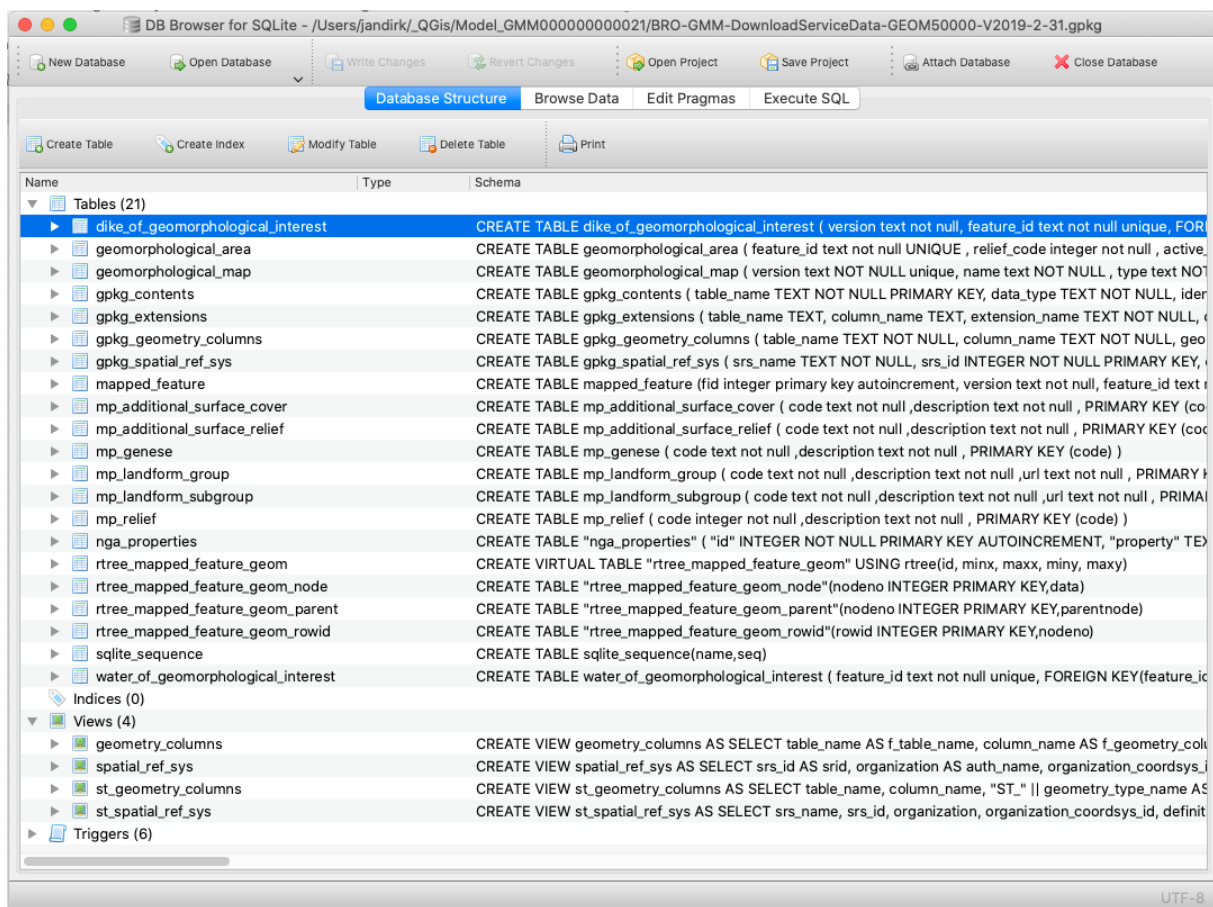 DB Browser for SQLite - /Users/jandirk/_QGis/Model_GMM000000000021/BRO-GMM-DownloadServiceData-GEOM50000-V2019-2-31.gpkg
New Database Open Database Write Changes Revert Changes Open Project Save Project Attach Database Close Database
Database Structure Browse Data Edit Pragmas Execute SQL
Create Table Create Index Modify Table Delete Table Print
Name Type Schema
Tables (21)
dike_of_geomorphological_interest CREATE TABLE dike_of_geomorphological_interest ( version text not null, feature_id text not null unique, FORE
geomorphological_area CREATE TABLE geomorphological_area ( feature_id text not null UNIQUE , relief_code integer not null , active_
geomorphological_map CREATE TABLE geomorphological_map ( version text NOT NULL unique, name text NOT NULL , type text NOT
gpkg_contents CREATE TABLE gpkg_contents ( table_name TEXT NOT NULL PRIMARY KEY, data_type TEXT NOT NULL, iden
gpkg_extensions CREATE TABLE gpkg_extensions ( table_name TEXT, column_name TEXT, extension_name TEXT NOT NULL,
gpkg_geometry_columns CREATE TABLE gpkg_geometry_columns ( table_name TEXT NOT NULL, column_name TEXT NOT NULL, geo
gpkg_spatial_ref_sys CREATE TABLE gpkg_spatial_ref_sys ( srs_name TEXT NOT NULL, srs_id INTEGER NOT NULL PRIMARY KEY,
mapped_feature CREATE TABLE mapped_feature (fid integer primary key autoincrement, version text not null, feature_id text
mp_additional_surface_cover CREATE TABLE mp_additional_surface_cover ( code text not null ,description text not null , PRIMARY KEY (co
mp_additional_surface_relief CREATE TABLE mp_additional_surface_relief ( code text not null ,description text not null , PRIMARY KEY (coc
mp_genese CREATE TABLE mp_genese ( code text not null ,description text not null , PRIMARY KEY (code) )
mp_landform_group CREATE TABLE mp_landform_group ( code text not null ,description text not null ,url text not null , PRIMARY K
mp_landform_subgroup CREATE TABLE mp_landform_subgroup ( code text not null ,description text not null ,url text not null , PRIMAI
mp_relief CREATE TABLE mp_relief ( code integer not null ,description text not null , PRIMARY KEY (code) )
nga_properties CREATE TABLE "nga_properties" ( "id" INTEGER NOT NULL PRIMARY KEY AUTOINCREMENT, "property" TEX
rtree_mapped_feature_geom CREATE VIRTUAL TABLE "rtree_mapped_feature_geom" USING rtree(id, minx, maxx, miny, maxy)
rtree_mapped_feature_geom_node CREATE TABLE "rtree_mapped_feature_geom_node"(nodeno INTEGER PRIMARY KEY,data)
rtree_mapped_feature_geom_parent CREATE TABLE "rtree_mapped_feature_geom_parent"(nodeno INTEGER PRIMARY KEY,parentnode)
rtree_mapped_feature_geom_rowid CREATE TABLE "rtree_mapped_feature_geom_rowid"(rowid INTEGER PRIMARY KEY,nodeno)
sqlite_sequence CREATE TABLE sqlite_sequence(name,seq)
water_of_geomorphological_interest CREATE TABLE water_of_geomorphological_interest ( feature_id text not null unique, FOREIGN KEY(feature_id
Indices (0)
Views (4)
geometry_columns CREATE VIEW geometry_columns AS SELECT table_name AS f_table_name, column_name AS f_geometry_colu
spatial_ref_sys CREATE VIEW spatial_ref_sys AS SELECT srs_id AS srid, organization AS auth_name, organization_coordsys_i
st_geometry_columns CREATE VIEW st_geometry_columns AS SELECT table_name, column_name, "ST_" || geometry_type_name AS
st_spatial_ref_sys CREATE VIEW st_spatial_ref_sys AS SELECT srs_name, srs_id, organization, organization_coordsys_id, definit
Triggers (6)
UTF-8